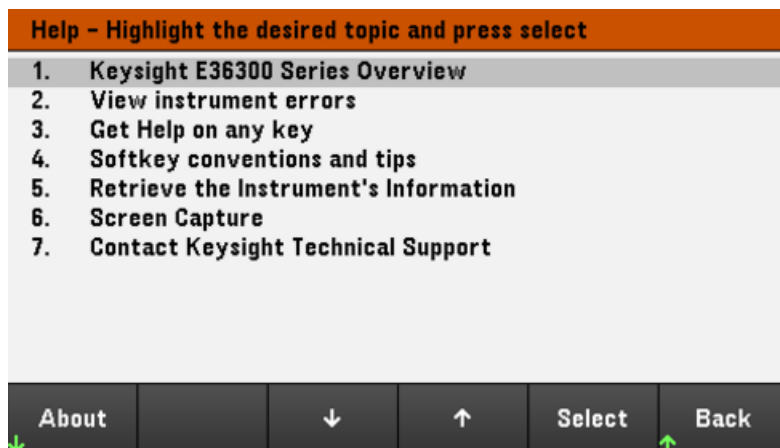 Help – Highlight the desired topic and press select
1. Keysight E36300 Series Overview
2. View instrument errors
3. Get Help on any key
4. Softkey conventions and tips
5. Retrieve the Instrument's Information
6. Screen Capture
7. Contact Keysight Technical Support
About ↓ ↑ Select Back